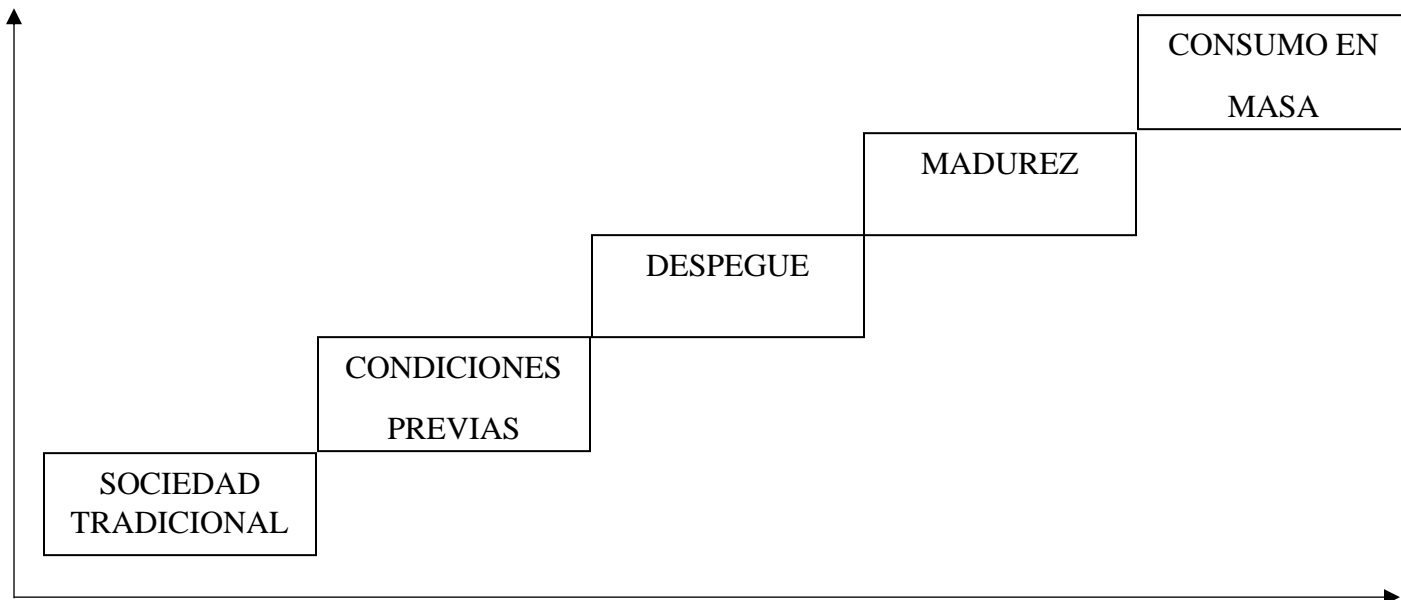 CONSUMO EN
MASA
MADUREZ
DESPEGUE
CONDICIONES
PREVIAS
SOCIEDAD
TRADICIONAL